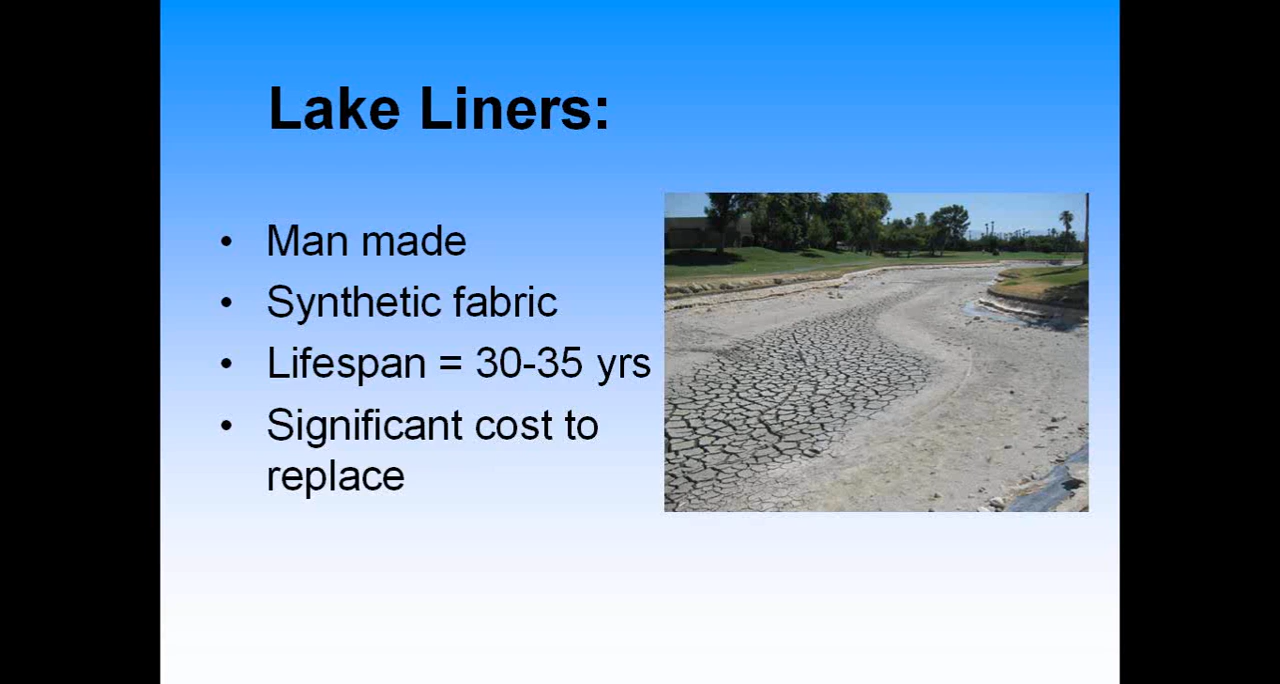 Lake Liners:
• Man made
• Synthetic fabric
• Lifespan = 30-35 yrs
• Significant cost to
replace